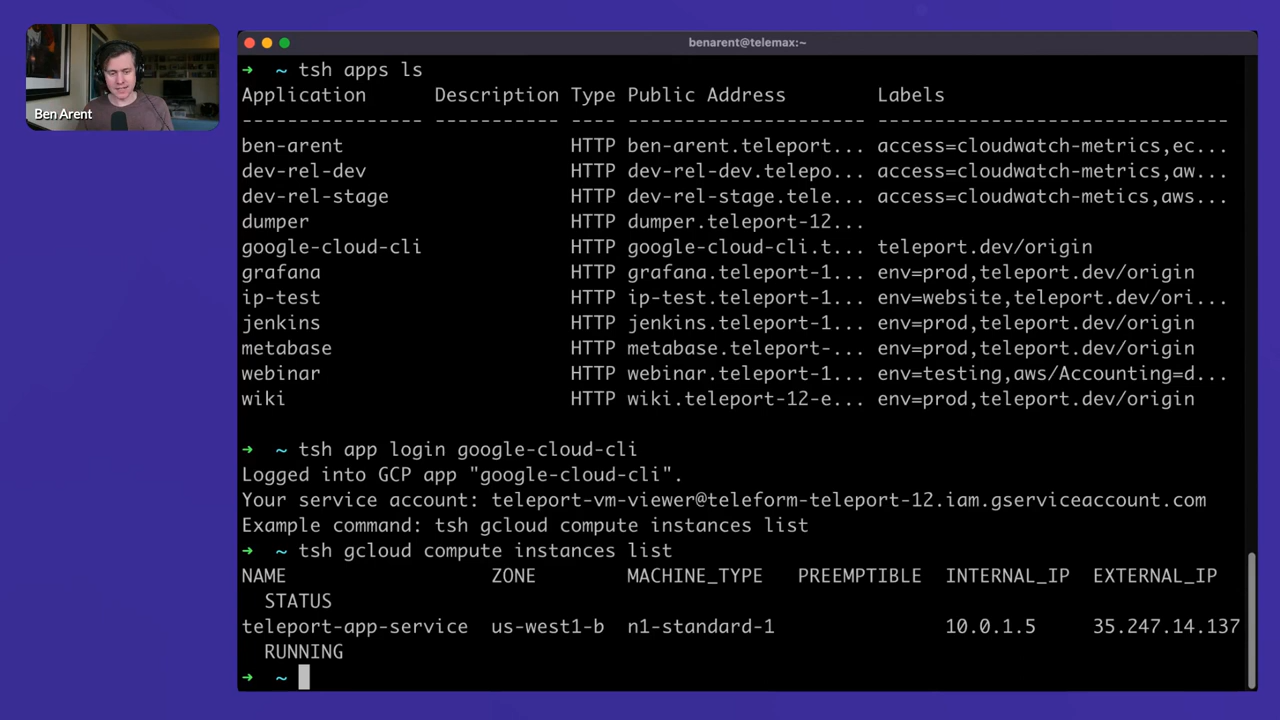 benarent@telemax:~
Ben Arent
➜ ~ tsh apps ls
Application Description Type Public Address Labels
---------------- ----------- ---- --------------------- -------------------------------
ben-arent HTTP ben-arent.teleport... access=cloudwatch-metrics,ec...
dev-rel-dev HTTP dev-rel-dev.telepo... access=cloudwatch-metrics,aw...
dev-rel-stage HTTP dev-rel-stage.tele... access=cloudwatch-metics,aws...
dumper HTTP dumper.teleport-12...
google-cloud-cli HTTP google-cloud-cli.t... teleport.dev/origin
grafana HTTP grafana.teleport-1... env=prod,teleport.dev/origin
ip-test HTTP ip-test.teleport-1... env=website,teleport.dev/ori...
jenkins HTTP jenkins.teleport-1... env=prod,teleport.dev/origin
metabase HTTP metabase.teleport-... env=prod,teleport.dev/origin
webinar HTTP webinar.teleport-1... env=testing,aws/Accounting=d...
wiki HTTP wiki.teleport-12-e... env=prod,teleport.dev/origin
➜ ~ tsh app login google-cloud-cli
Logged into GCP app "google-cloud-cli".
Your service account: teleport-vm-viewer@teleform-teleport-12.iam.gserviceaccount.com
Example command: tsh gcloud compute instances list
➜ ~ tsh gcloud compute instances list
NAME ZONE MACHINE_TYPE PREEMPTIBLE INTERNAL_IP EXTERNAL_IP
STATUS
teleport-app-service us-west1-b n1-standard-1 10.0.1.5 35.247.14.137
RUNNING
➜ ~